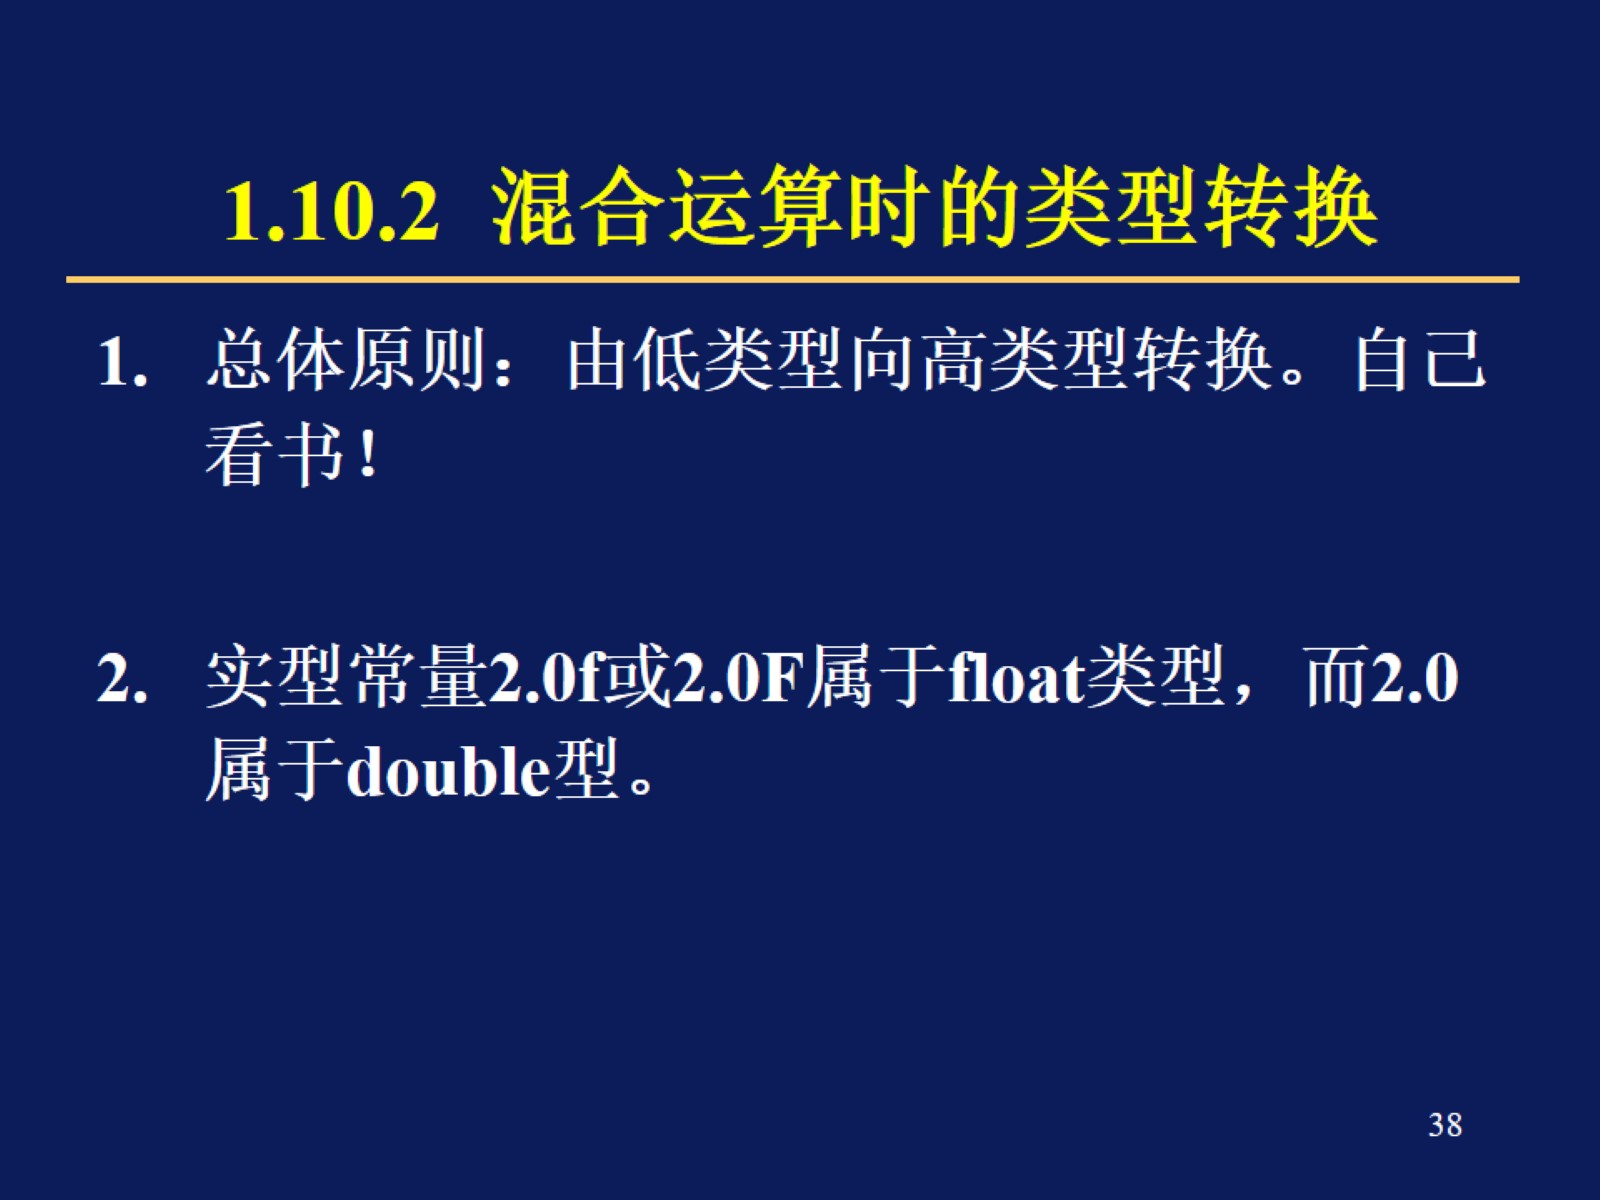 1.10.2 混合运算时的类型转换
1. 总体原则：由低类型向高类型转换。自己
看书！
2. 实型常量2.0f或2.0F属于float类型，而2.0
属于double型。
38